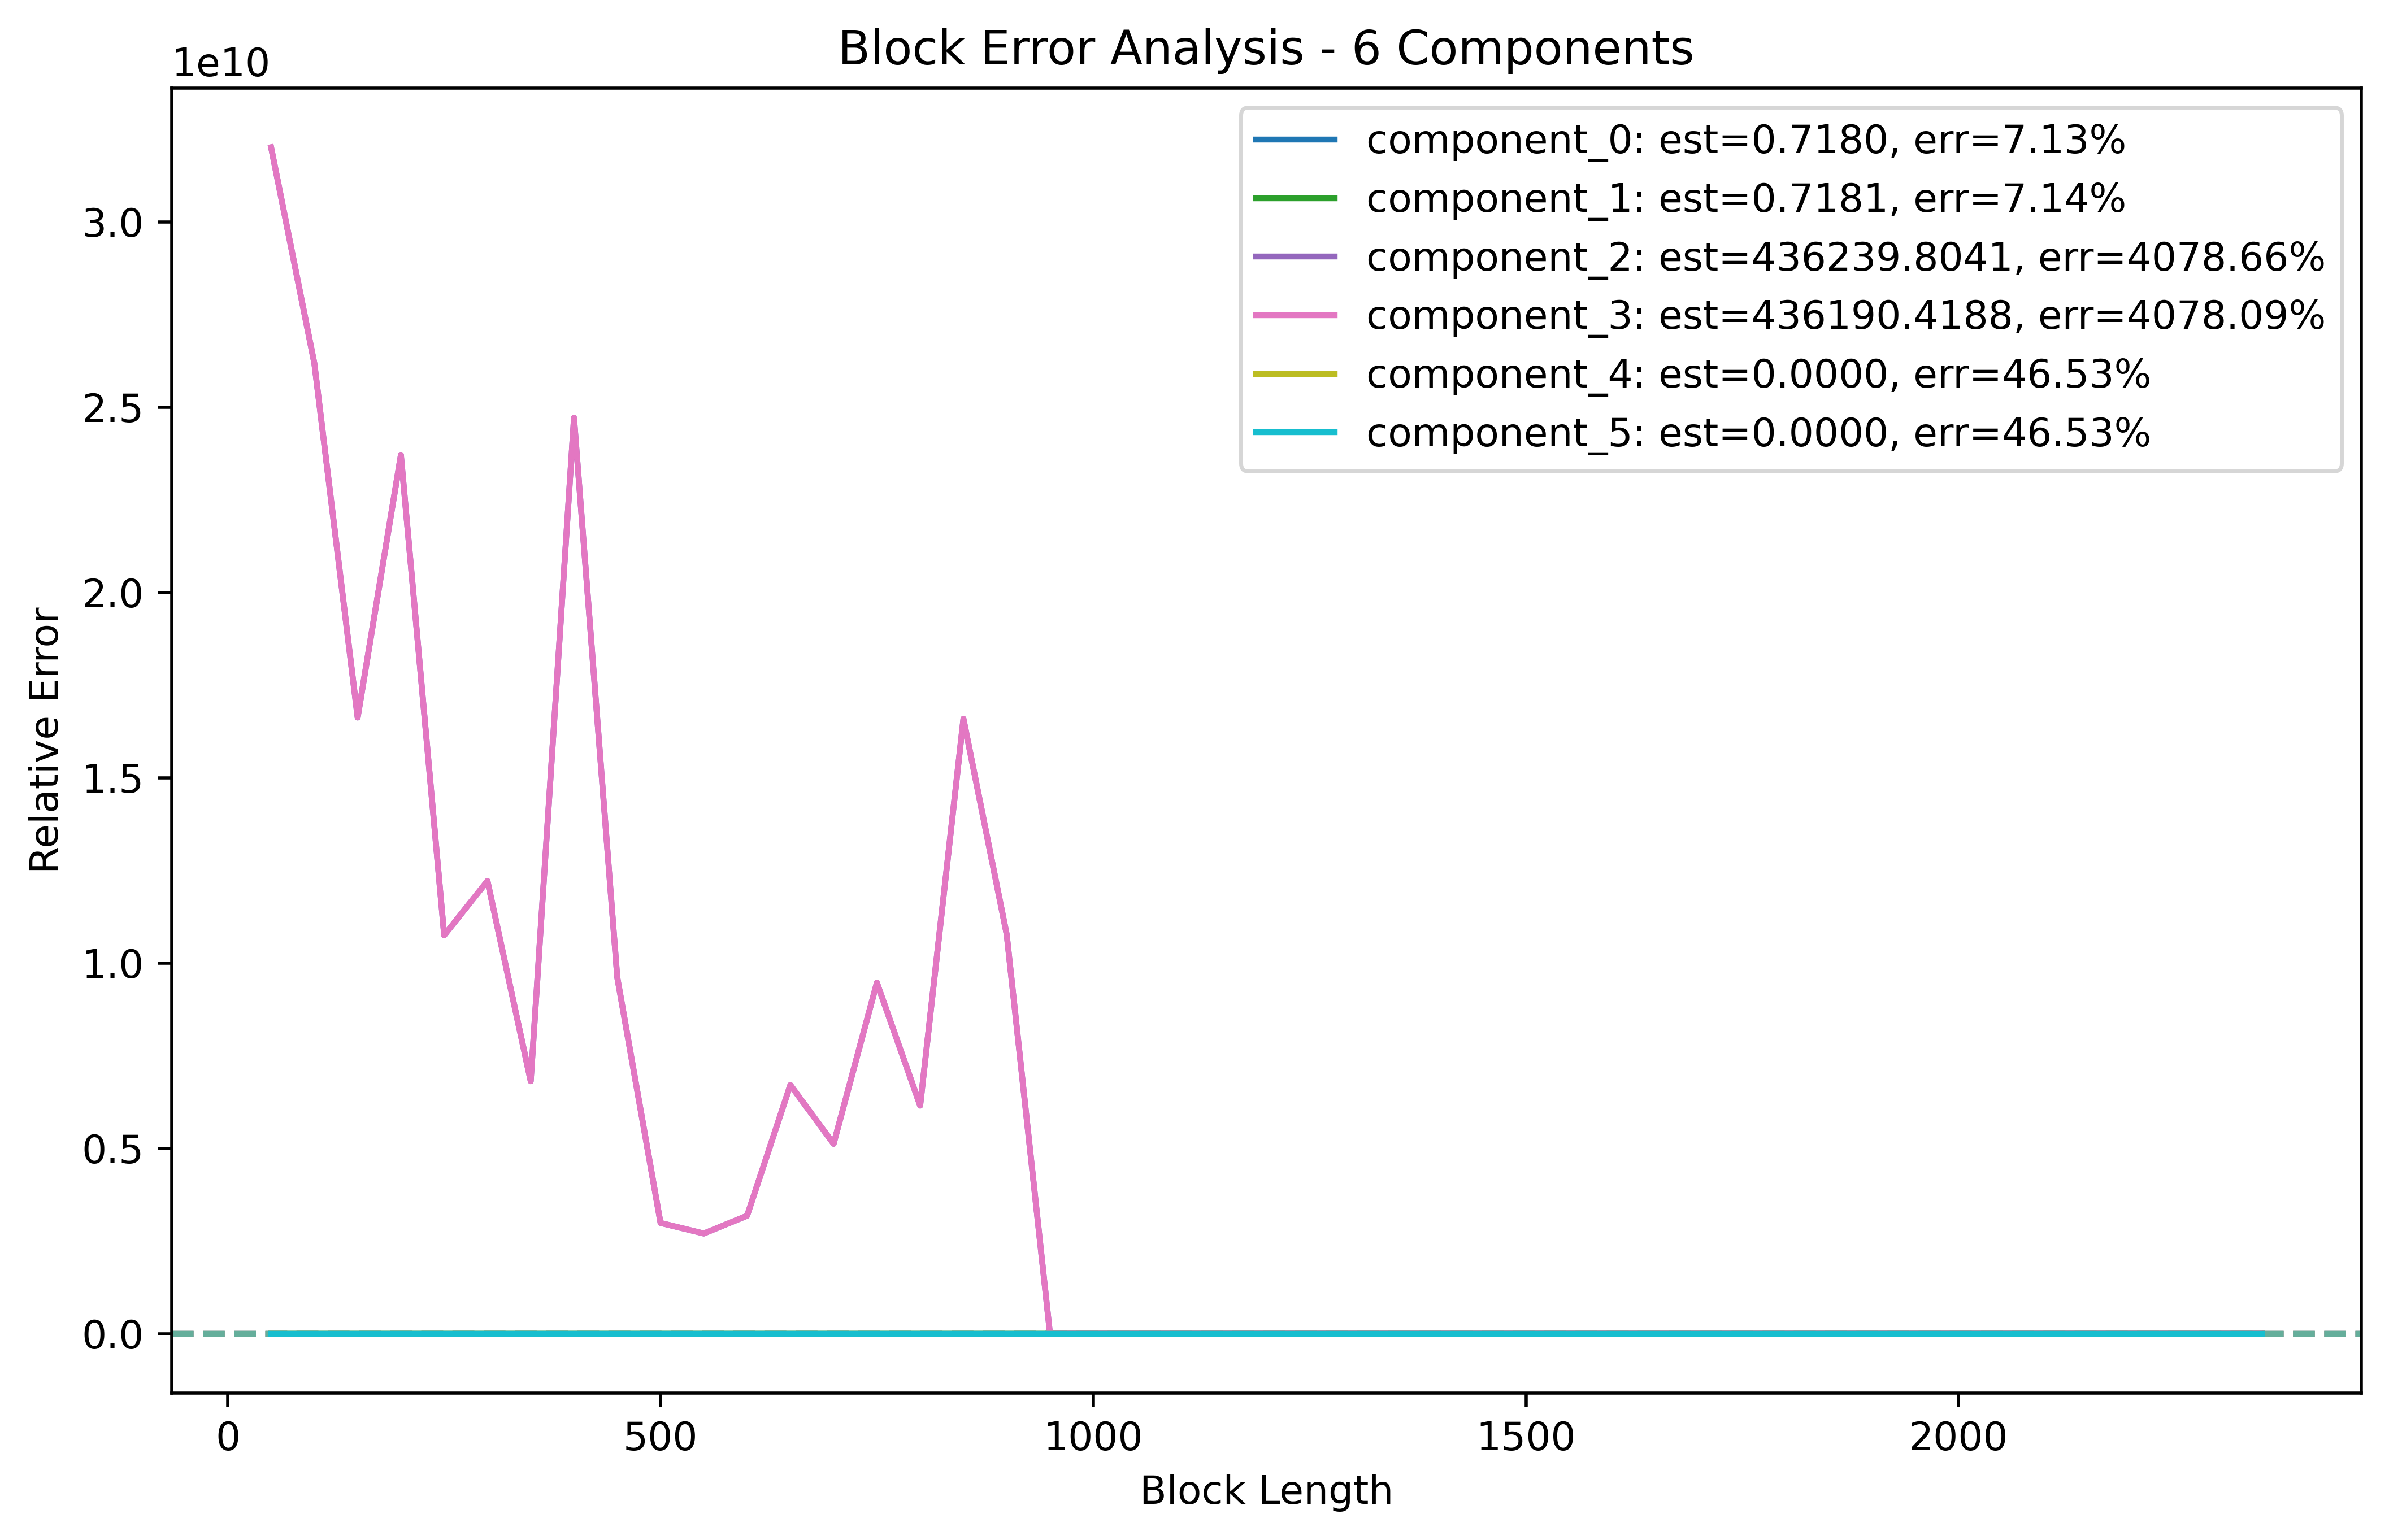 Block Error Analysis - 6 Components
1e10
component_0: est=0.7180, err=7.13%
component_1: est=0.7181, err=7.14%
component_2: est=436239.8041, err=4078.66%
component_3: est=436190.4188, err=4078.09%
component_4: est=0.0000, err=46.53%
component_5: est=0.0000, err=46.53%
3.0
2.5
2.0
1.5
1.0
0.5
0.0
Relative Error
0 500 1000 1500 2000
Block Length